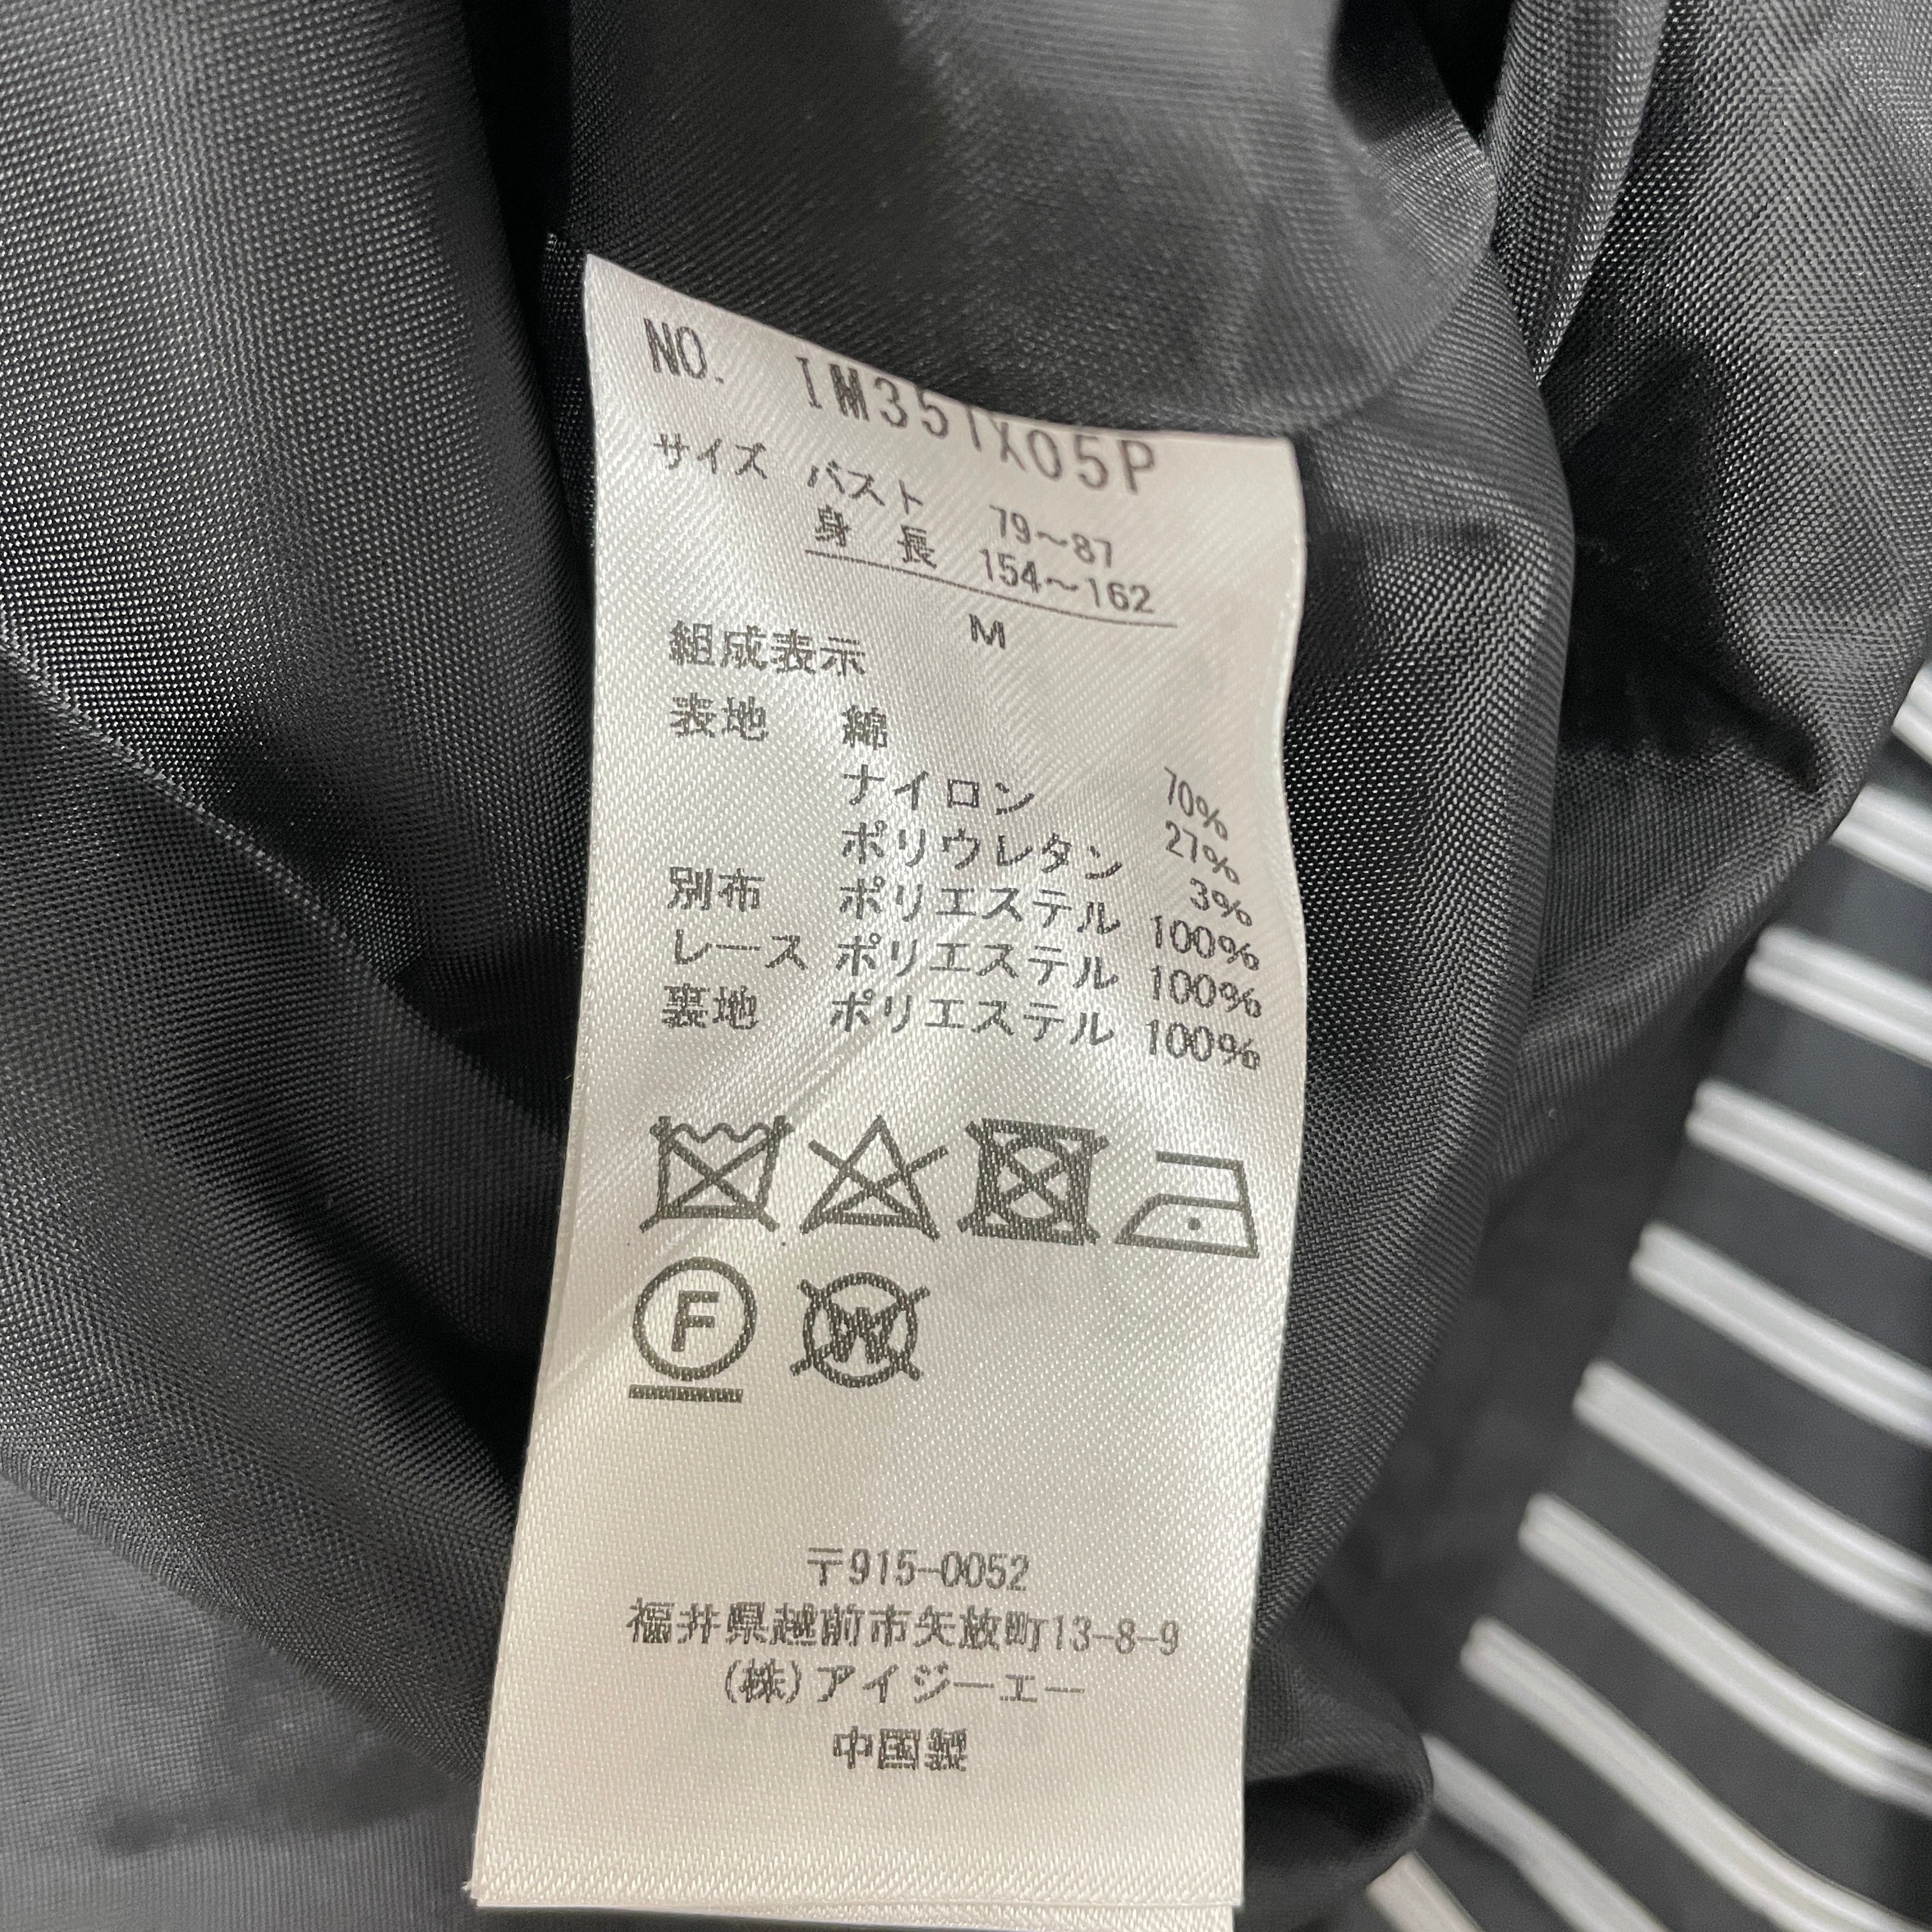 NO. IM351X05P
サイズ バスト 79〜87
身長 154〜162
M
組成表示
表地 綿 70%
ナイロン 27%
ポリウレタン 3%
別布 ポリエステル 100%
レース ポリエステル 100%
裏地 ポリエステル 100%
F W
〒915-0052
福井県越前市矢放町13-8-9
(株)アイジーエー
中国製